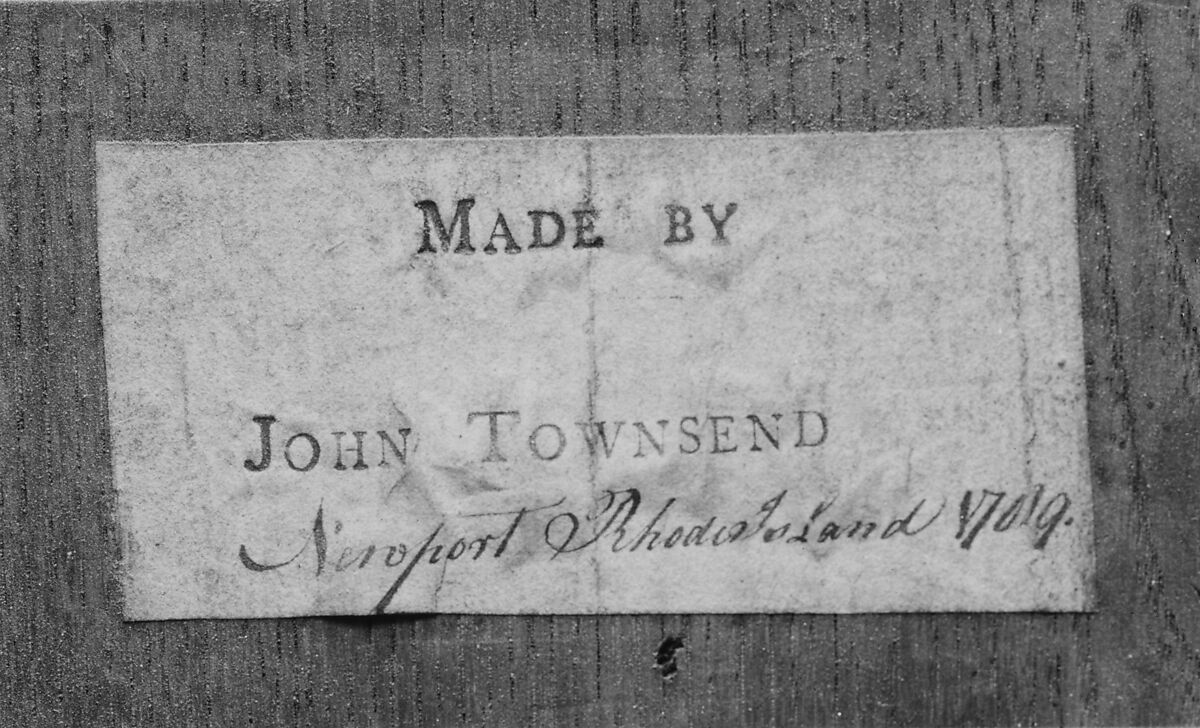 MADE BY
JOHN TOWNSEND
Newport Rhode Island 1789.